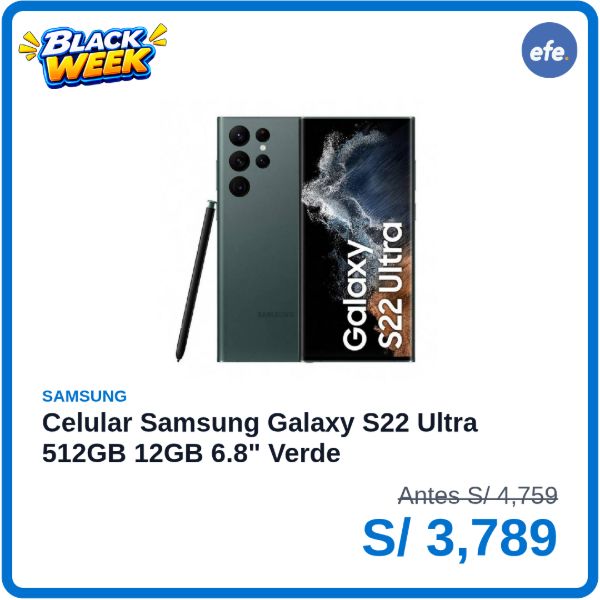 BLACK
WEEK
efe.
SAMSUNG
Galaxy
S22 Ultra
SAMSUNG
Celular Samsung Galaxy S22 Ultra
512GB 12GB 6.8" Verde
Antes S/ 4,759
S/ 3,789